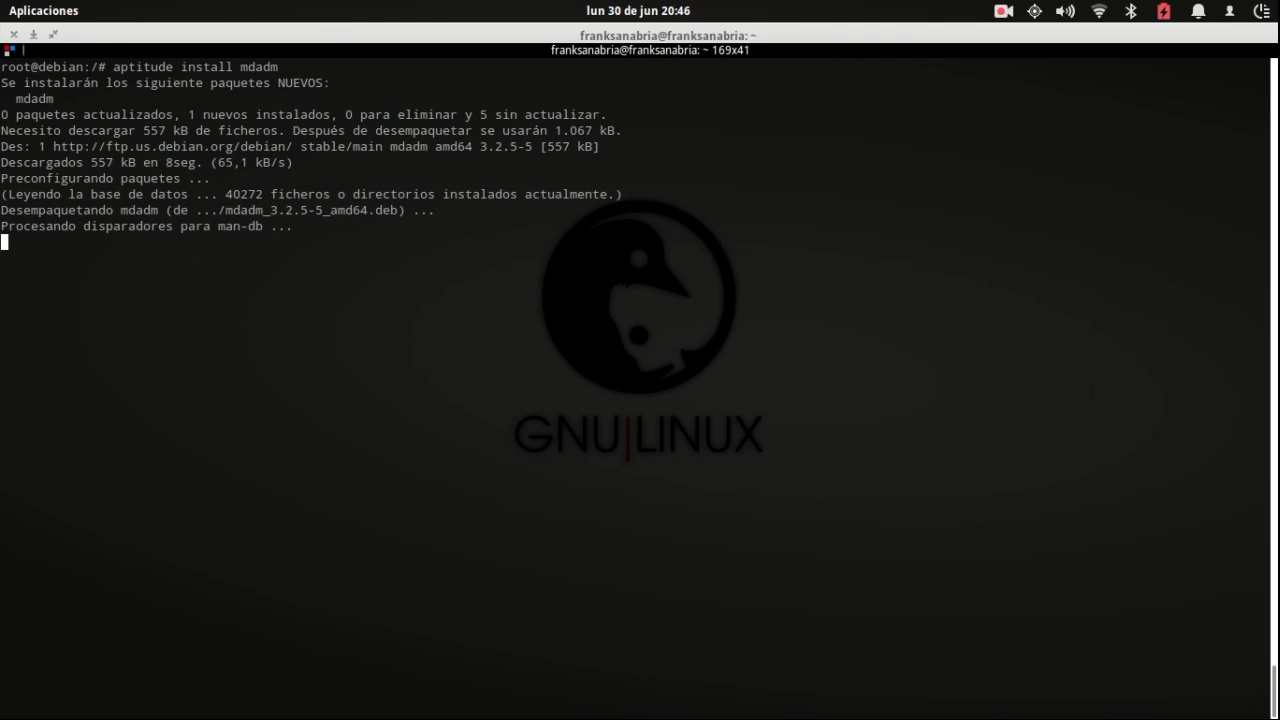 Aplicaciones
lun 30 de jun 20:46
franksanabria@franksanabria: ~
franksanabria@franksanabria: ~ 169x41
root@debian:/# aptitude install mdadm
Se instalarán los siguiente paquetes NUEVOS:
mdadm
0 paquetes actualizados, 1 nuevos instalados, 0 para eliminar y 5 sin actualizar.
Necesito descargar 557 kB de ficheros. Después de desempaquetar se usarán 1.067 kB.
Des: 1 http://ftp.us.debian.org/debian/ stable/main mdadm amd64 3.2.5-5 [557 kB]
Descargados 557 kB en 8seg. (65,1 kB/s)
Preconfigurando paquetes ...
(Leyendo la base de datos ... 40272 ficheros o directorios instalados actualmente.)
Desempaquetando mdadm (de .../mdadm_3.2.5-5_amd64.deb) ...
Procesando disparadores para man-db ...
GNU|LINUX